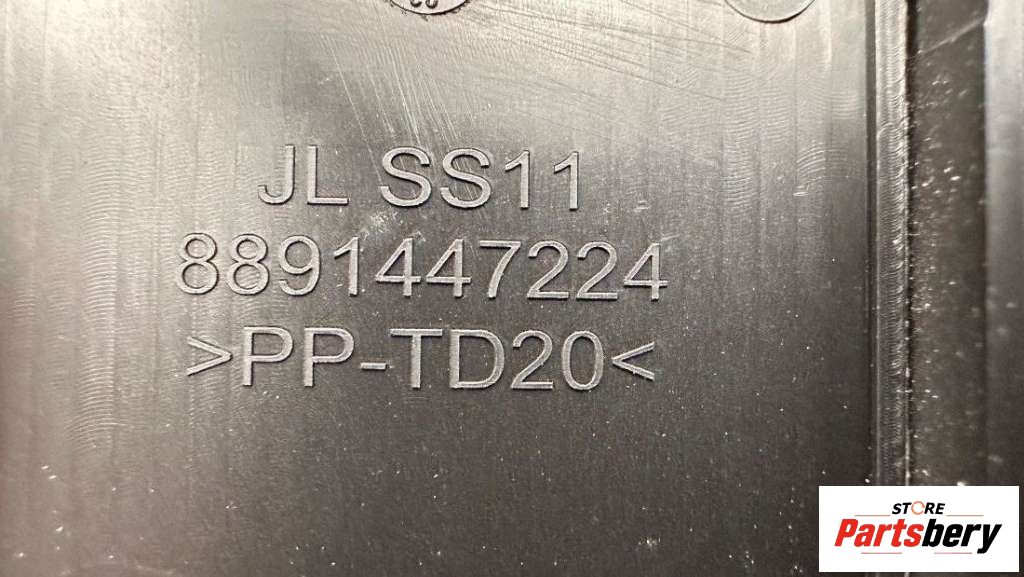 JL SS11
8891447224
>PP-TD20<
STORE
Partsbery